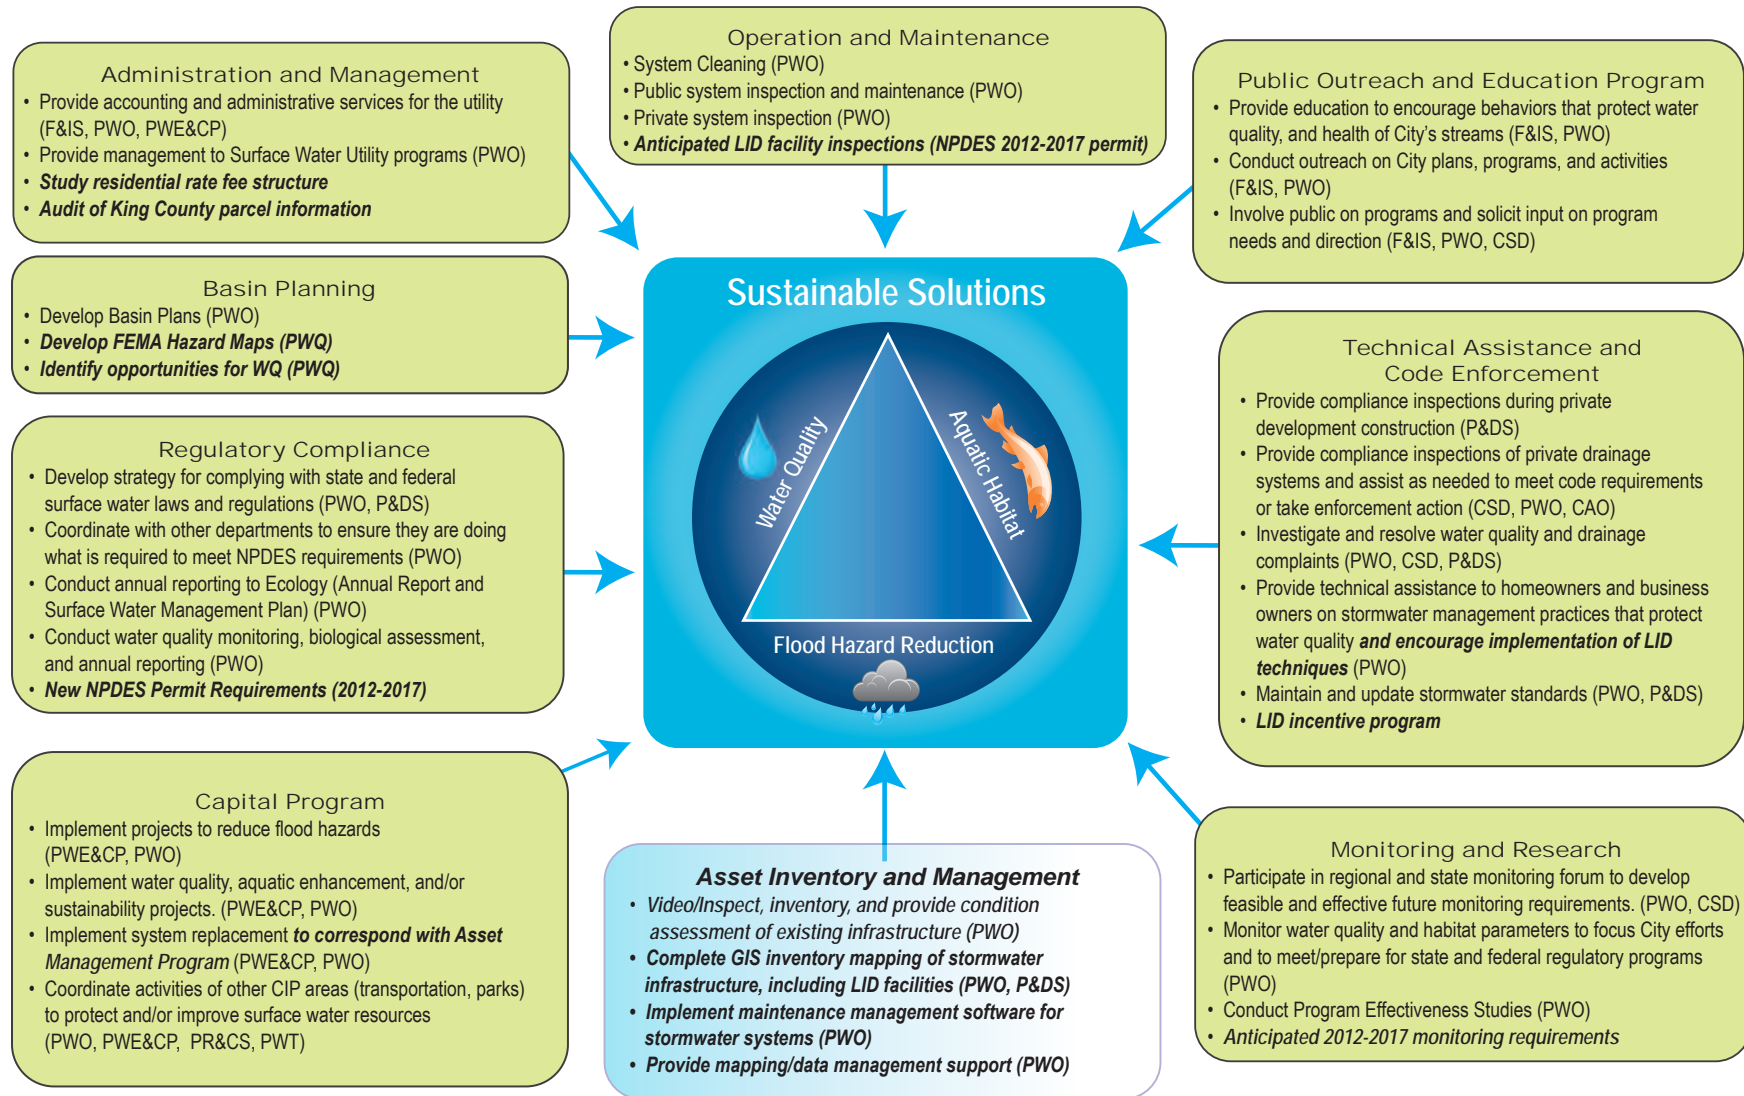 Administration and Management
• Provide accounting and administrative services for the utility
(F&IS, PWO, PWE&CP)
• Provide management to Surface Water Utility programs (PWO)
• Study residential rate fee structure
• Audit of King County parcel information
Operation and Maintenance
• System Cleaning (PWO)
• Public system inspection and maintenance (PWO)
• Private system inspection (PWO)
• Anticipated LID facility inspections (NPDES 2012-2017 permit)
Public Outreach and Education Program
• Provide education to encourage behaviors that protect water
quality, and health of City's streams (F&IS, PWO)
• Conduct outreach on City plans, programs, and activities
(F&IS, PWO)
• Involve public on programs and solicit input on program
needs and direction (F&IS, PWO, CSD)
Basin Planning
• Develop Basin Plans (PWO)
• Develop FEMA Hazard Maps (PWQ)
• Identify opportunities for WQ (PWQ)
Sustainable Solutions
Water Quality
Aquatic Habitat
Flood Hazard Reduction
Technical Assistance and
Code Enforcement
• Provide compliance inspections during private
development construction (P&DS)
• Provide compliance inspections of private drainage
systems and assist as needed to meet code requirements
or take enforcement action (CSD, PWO, CAO)
• Investigate and resolve water quality and drainage
complaints (PWO, CSD, P&DS)
• Provide technical assistance to homeowners and business
owners on stormwater management practices that protect
water quality and encourage implementation of LID
techniques (PWO)
• Maintain and update stormwater standards (PWO, P&DS)
• LID incentive program
Regulatory Compliance
• Develop strategy for complying with state and federal
surface water laws and regulations (PWO, P&DS)
• Coordinate with other departments to ensure they are doing
what is required to meet NPDES requirements (PWO)
• Conduct annual reporting to Ecology (Annual Report and
Surface Water Management Plan) (PWO)
• Conduct water quality monitoring, biological assessment,
and annual reporting (PWO)
• New NPDES Permit Requirements (2012-2017)
Capital Program
• Implement projects to reduce flood hazards
(PWE&CP, PWO)
• Implement water quality, aquatic enhancement, and/or
sustainability projects. (PWE&CP, PWO)
• Implement system replacement to correspond with Asset
Management Program (PWE&CP, PWO)
• Coordinate activities of other CIP areas (transportation, parks)
to protect and/or improve surface water resources
(PWO, PWE&CP, PR&CS, PWT)
Asset Inventory and Management
• Video/Inspect, inventory, and provide condition
assessment of existing infrastructure (PWO)
• Complete GIS inventory mapping of stormwater
infrastructure, including LID facilities (PWO, P&DS)
• Implement maintenance management software for
stormwater systems (PWO)
• Provide mapping/data management support (PWO)
Monitoring and Research
• Participate in regional and state monitoring forum to develop
feasible and effective future monitoring requirements. (PWO, CSD)
• Monitor water quality and habitat parameters to focus City efforts
and to meet/prepare for state and federal regulatory programs
(PWO)
• Conduct Program Effectiveness Studies (PWO)
• Anticipated 2012-2017 monitoring requirements